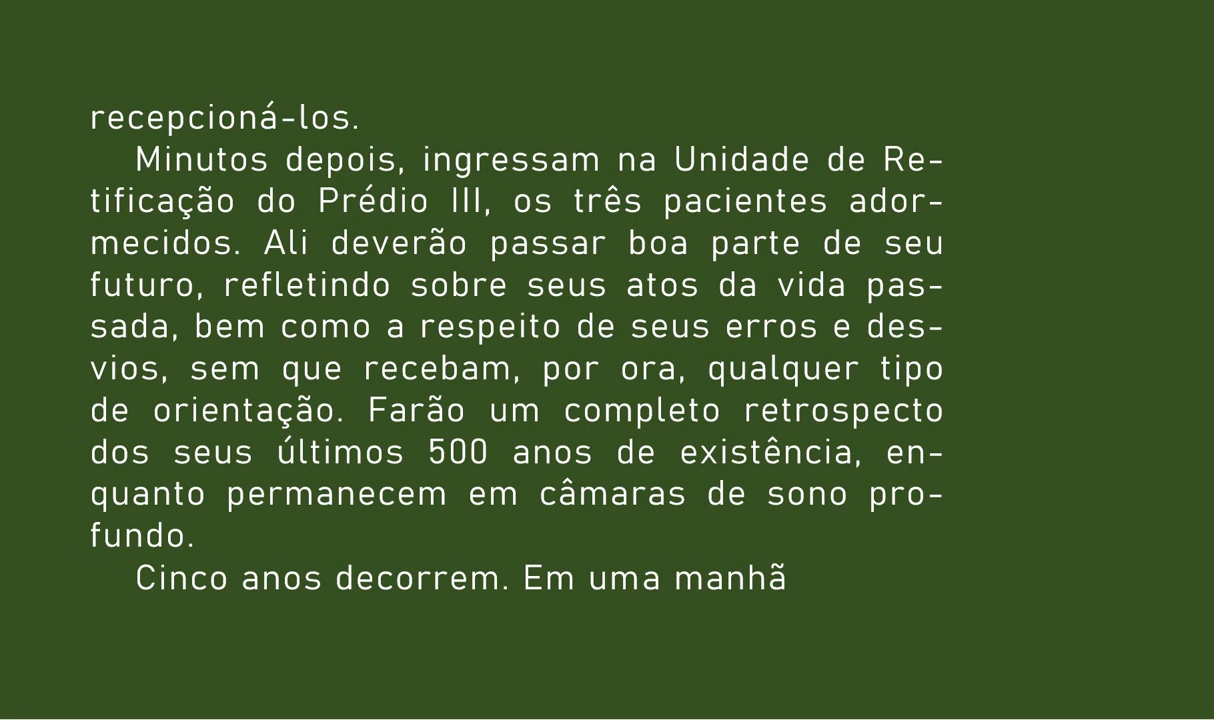 recepcioná-los.
Minutos depois, ingressam na Unidade de Re-
tificação do Prédio III, os três pacientes ador-
mecidos. Ali deverão passar boa parte de seu
futuro, refletindo sobre seus atos da vida pas-
sada, bem como a respeito de seus erros e des-
vios, sem que recebam, por ora, qualquer tipo
de orientação. Farão um completo retrospecto
dos seus últimos 500 anos de existência, en-
quanto permanecem em câmaras de sono pro-
fundo.
Cinco anos decorrem. Em uma manhã